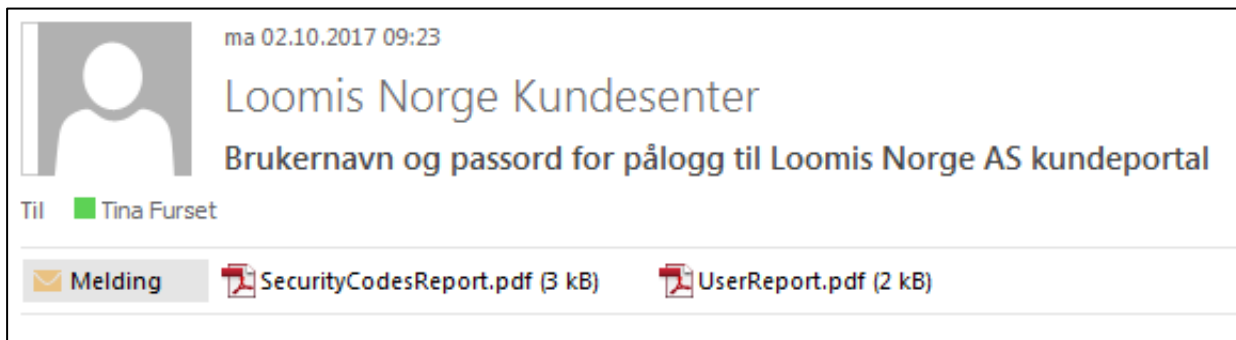 ma 02.10.2017 09:23
Loomis Norge Kundesenter
Brukernavn og passord for pålogg til Loomis Norge AS kundeportal
Til Tina Furset
Melding SecurityCodesReport.pdf (3 kB) UserReport.pdf (2 kB)